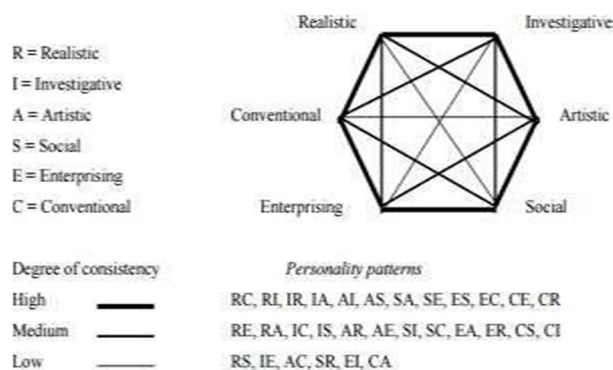 Realistic Investigative
R = Realistic
I = Investigative
A = Artistic
Conventional Artistic
S = Social
E = Enterprising
C = Conventional
Enterprising Social
Degree of consistency Personality patterns
High RC, RI, IR, IA, AI, AS, SA, SE, ES, EC, CE, CR
Medium RE, RA, IC, IS, AR, AE, SI, SC, EA, ER, CS, CI
Low RS, IE, AC, SR, EI, CA